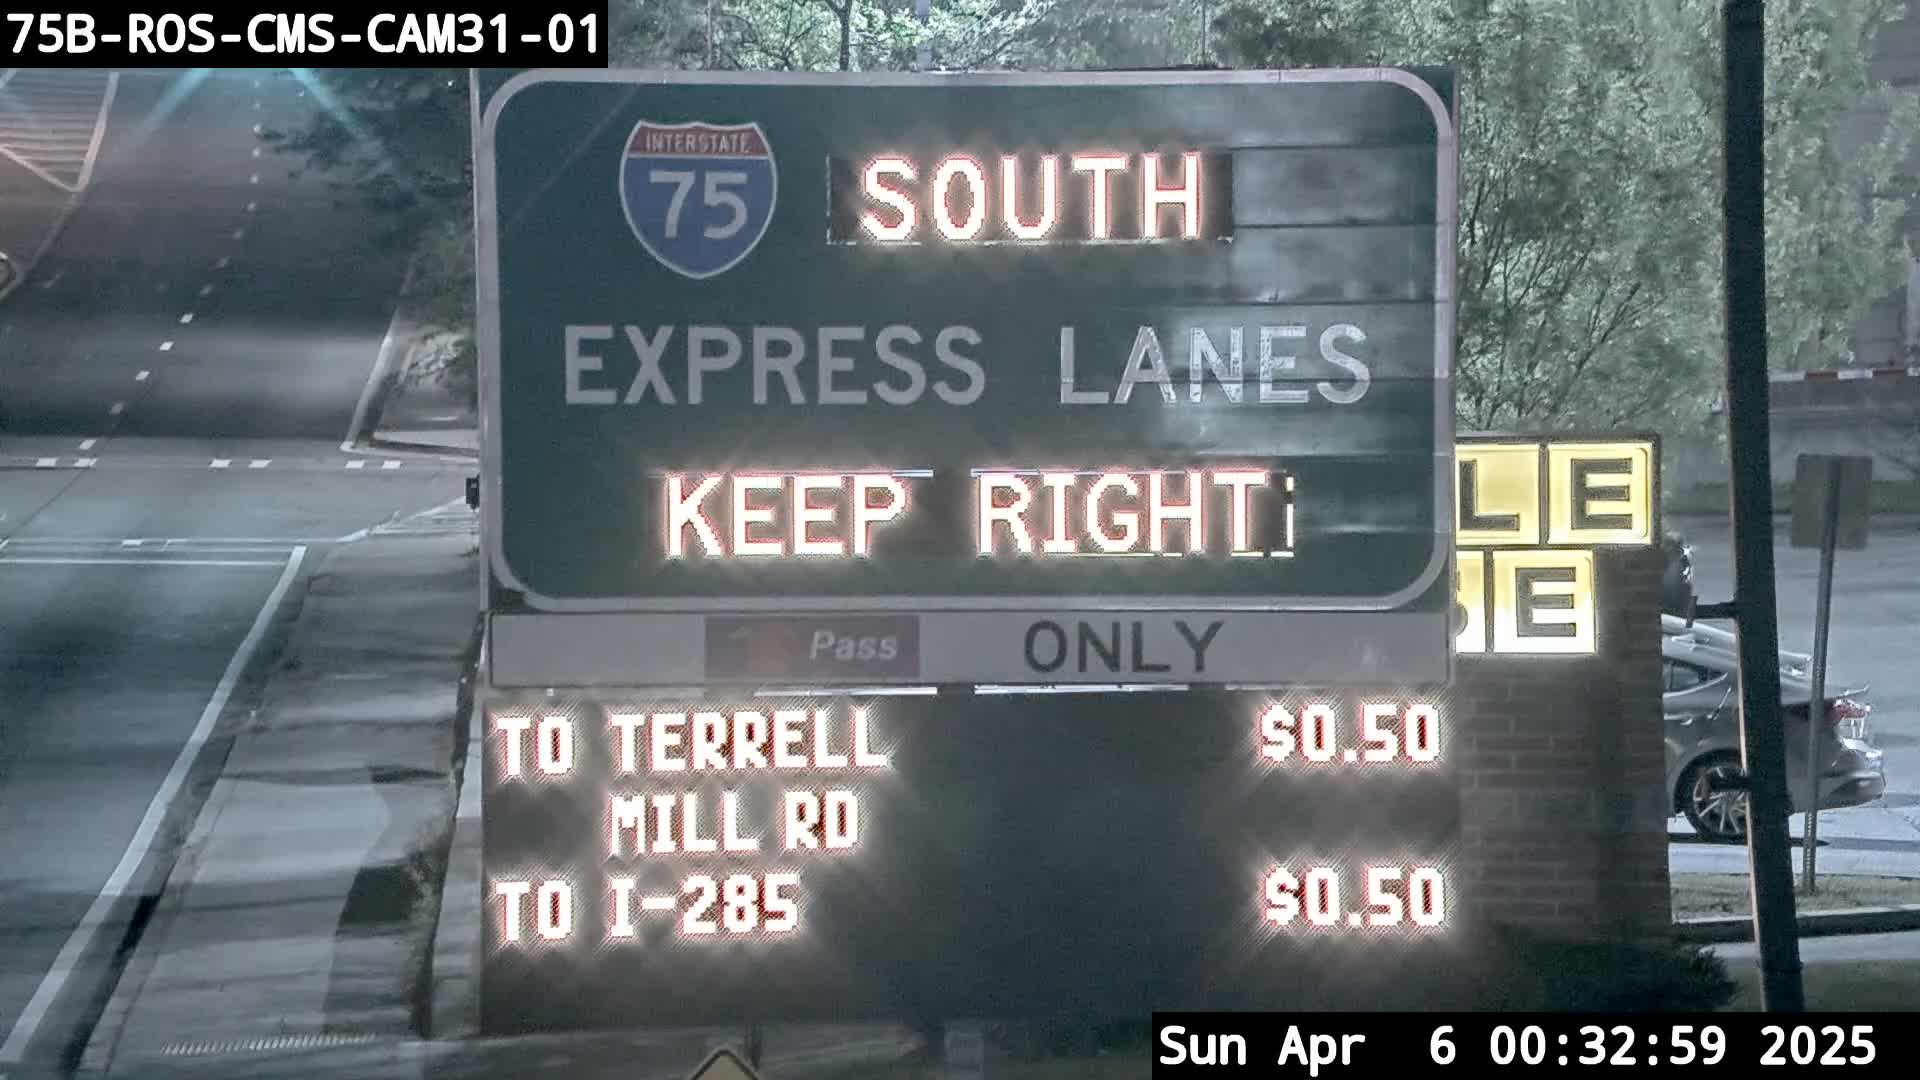 75B-ROS-CMS-CAM31-01
INTERSTATE
75
SOUTH
EXPRESS LANES
KEEP RIGHT
Pass ONLY
TO TERRELL $0.50
MILL RD
TO I-285 $0.50
LE
E
Sun Apr 6 00:32:59 2025